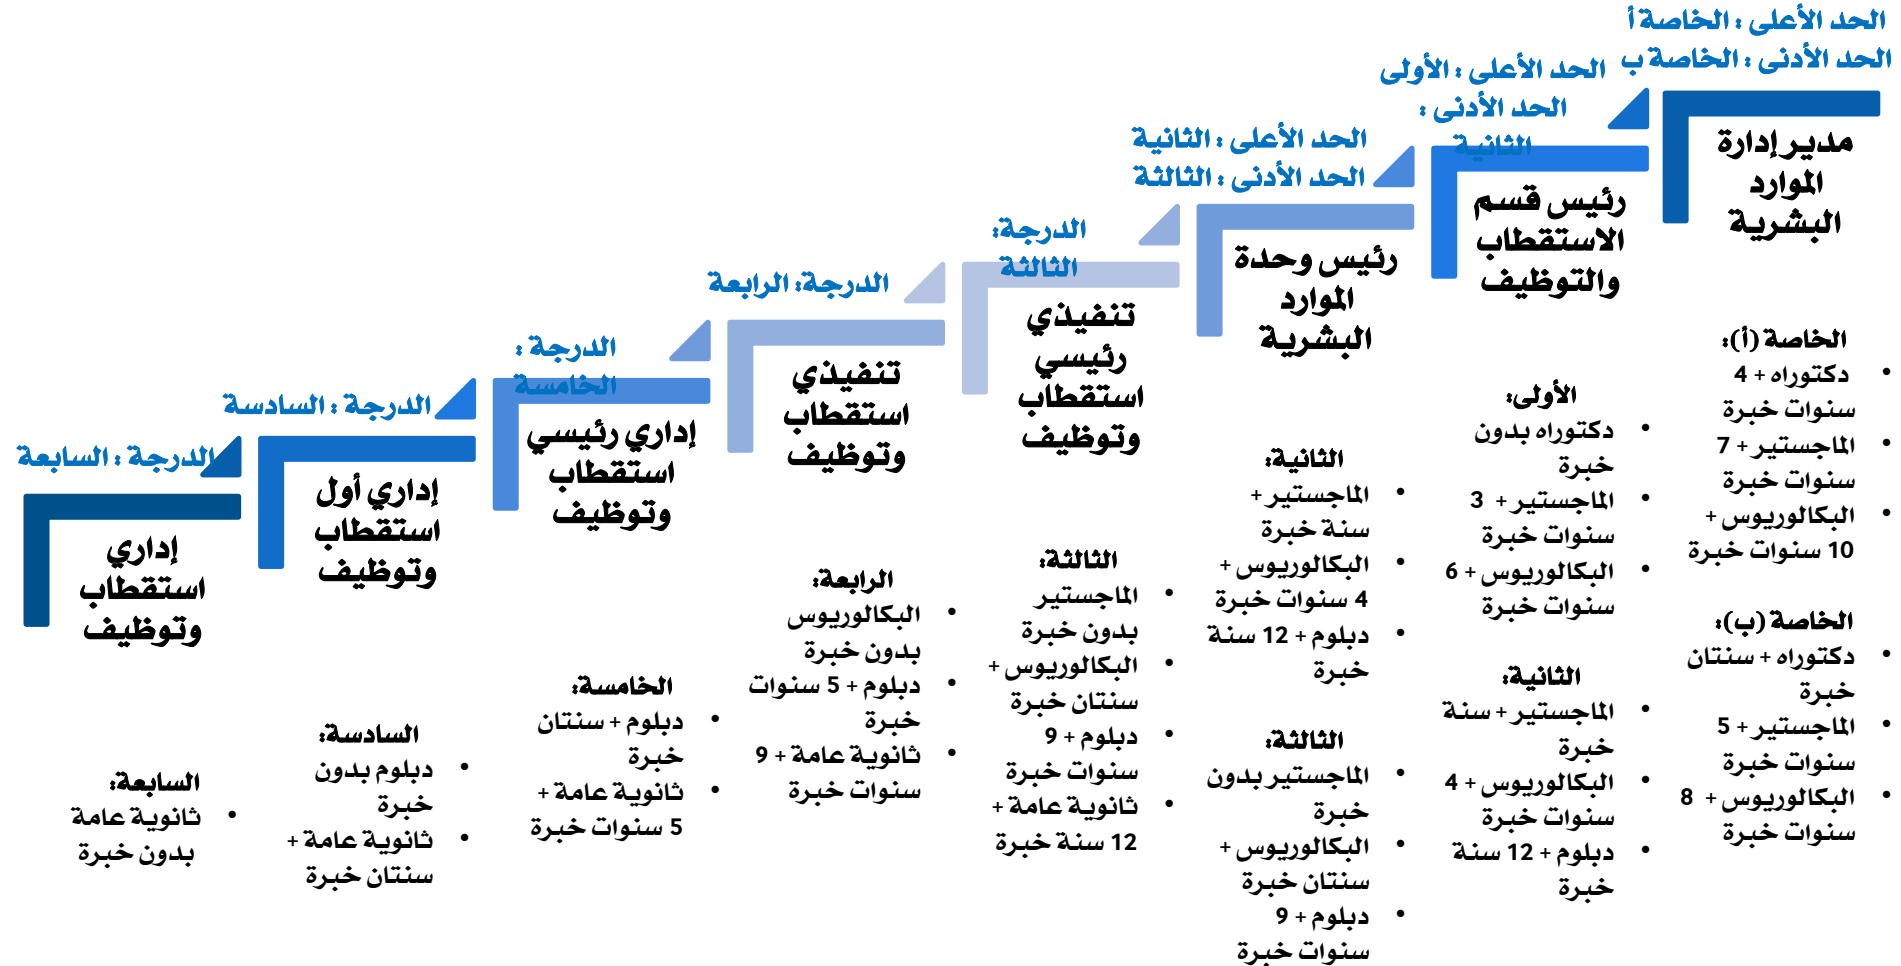 الحد الأعلى : الخاصة أ
الحد الأدنى : الخاصة ب
مدير إدارة
الموارد
البشرية
الخاصة (أ):
• دكتوراه + 4
سنوات خبرة
• الماجستير + 7
سنوات خبرة
• البكالوريوس +
10 سنوات خبرة
الخاصة (ب):
• دكتوراه + سنتان
خبرة
• الماجستير + 5
سنوات خبرة
• البكالوريوس + 8
سنوات خبرة
الحد الأعلى : الأولى
الحد الأدنى :
الثانية
رئيس قسم
الاستقطاب
والتوظيف
الأولى:
• دكتوراه بدون
خبرة
• الماجستير + 3
سنوات خبرة
• البكالوريوس + 6
سنوات خبرة
الثانية:
• الماجستير + سنة
خبرة
• البكالوريوس + 4
سنوات خبرة
• دبلوم + 12 سنة
خبرة
الحد الأعلى : الثانية
الحد الأدنى : الثالثة
رئيس وحدة
الموارد
البشرية
الثانية:
• الماجستير +
سنة خبرة
• البكالوريوس +
4 سنوات خبرة
• دبلوم + 12 سنة
خبرة
الثالثة:
• الماجستير بدون
خبرة
• البكالوريوس +
سنتان خبرة
• دبلوم + 9
سنوات خبرة
الدرجة:
الثالثة
تنفيذي
رئيسي
استقطاب
وتوظيف
الثالثة:
• الماجستير
بدون خبرة
• البكالوريوس +
سنتان خبرة
• دبلوم + 9
سنوات خبرة
• ثانوية عامة +
12 سنة خبرة
الدرجة: الرابعة
تنفيذي
استقطاب
وتوظيف
الرابعة:
• البكالوريوس
بدون خبرة
• دبلوم + 5 سنوات
خبرة
• ثانوية عامة + 9
سنوات خبرة
الدرجة :
الخامسة
إداري رئيسي
استقطاب
وتوظيف
الخامسة:
• دبلوم + سنتان
خبرة
• ثانوية عامة +
5 سنوات خبرة
الدرجة : السادسة
إداري أول
استقطاب
وتوظيف
السادسة:
• دبلوم بدون
خبرة
• ثانوية عامة +
سنتان خبرة
الدرجة : السابعة
إداري
استقطاب
وتوظيف
السابعة:
• ثانوية عامة
بدون خبرة